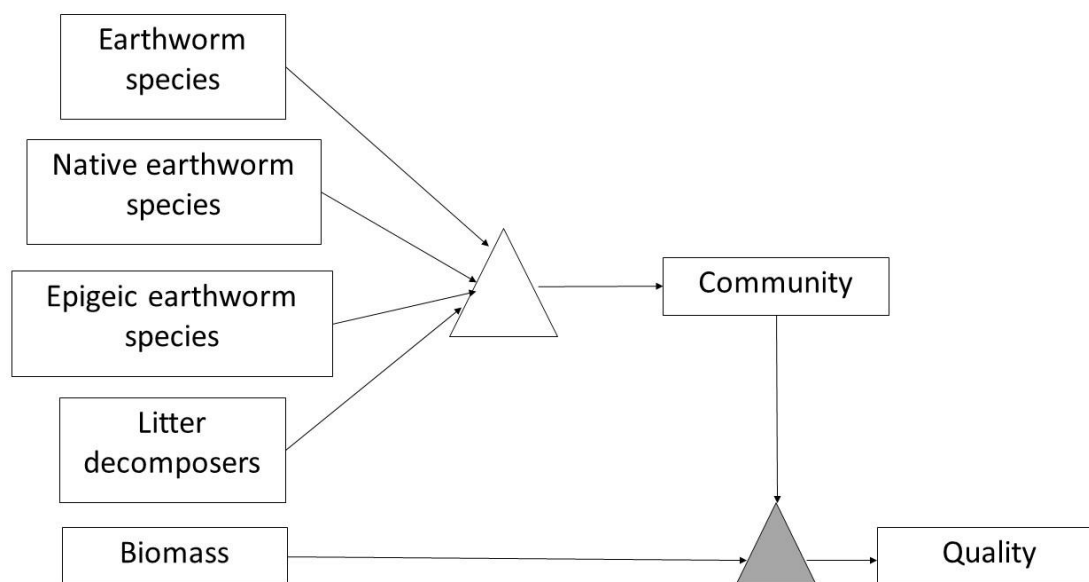 Earthworm
species
Native earthworm
species
Epigeic earthworm
species
Community
Litter
decomposers
Biomass
Quality